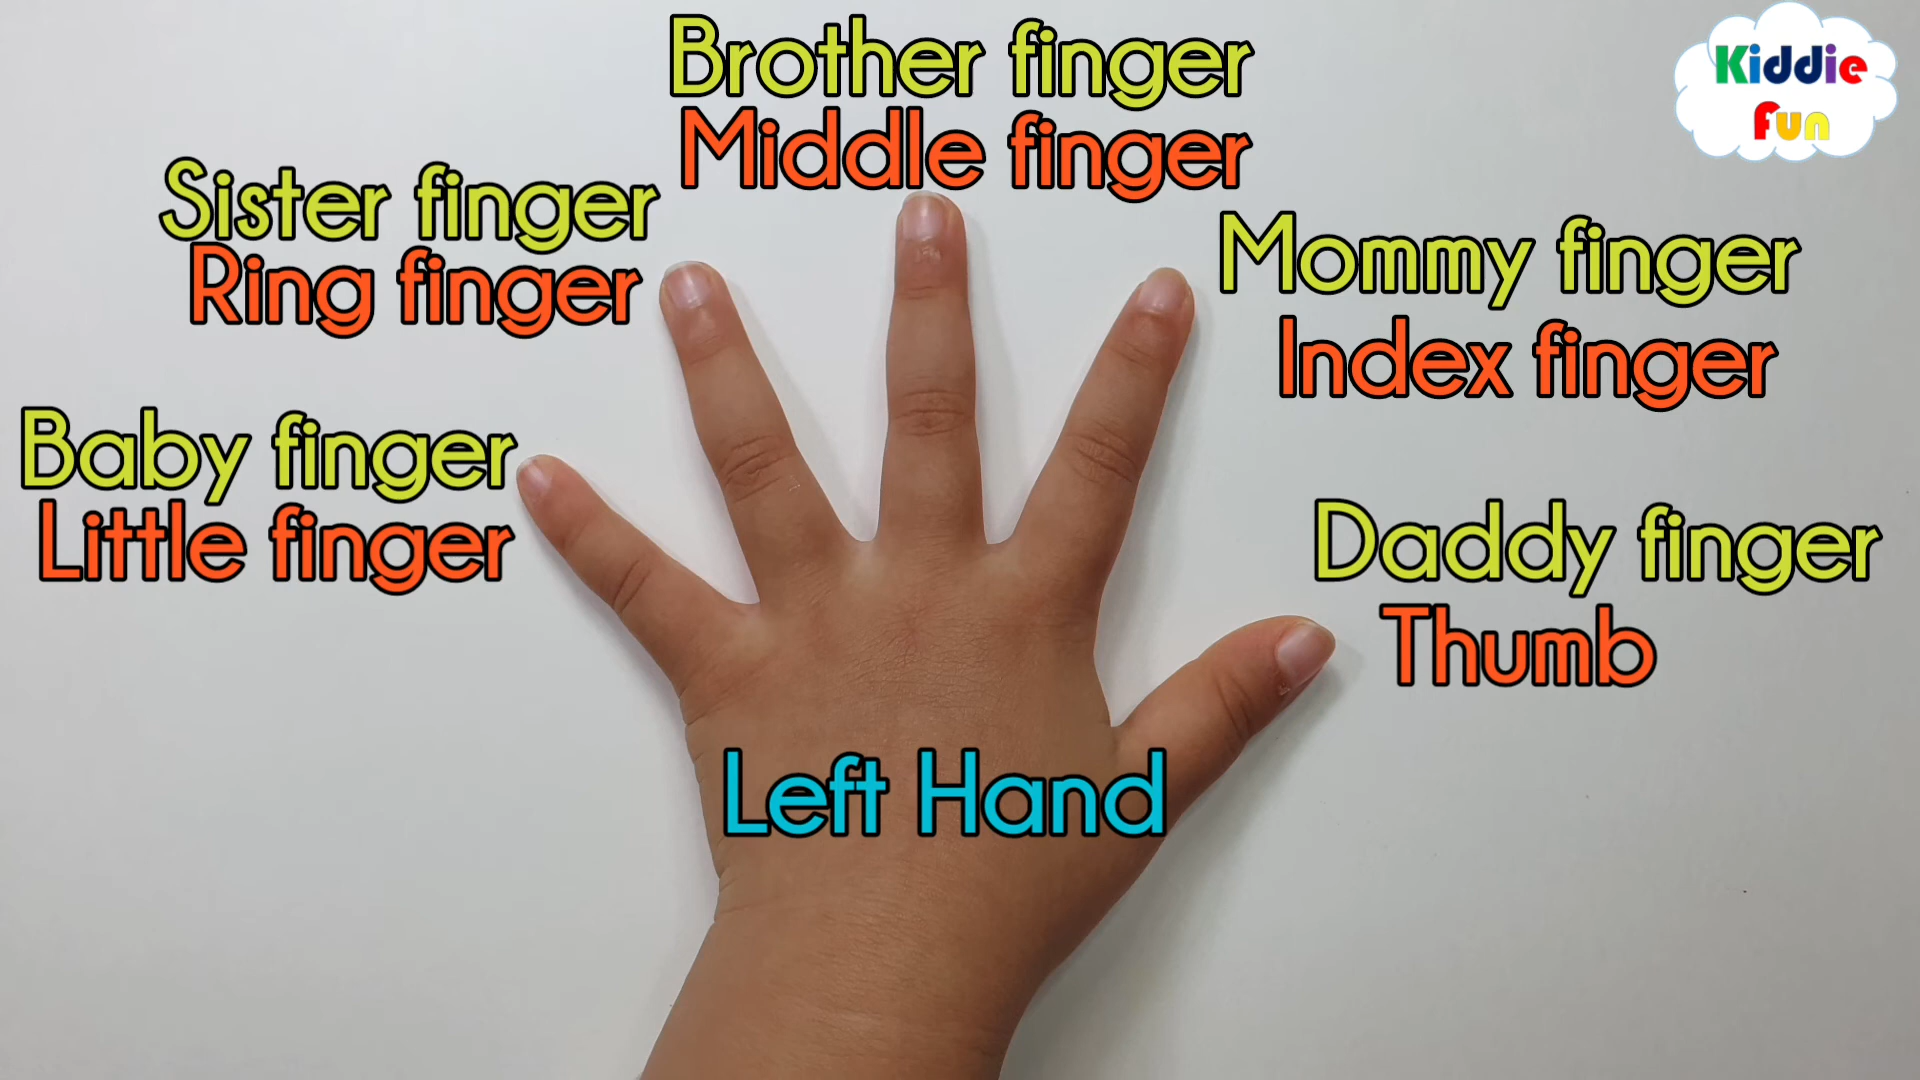 Brother finger
Middle finger
Kiddie
Fun
Sister finger
Ring finger
Mommy finger
Index finger
Baby finger
Little finger
Daddy finger
Thumb
Left Hand